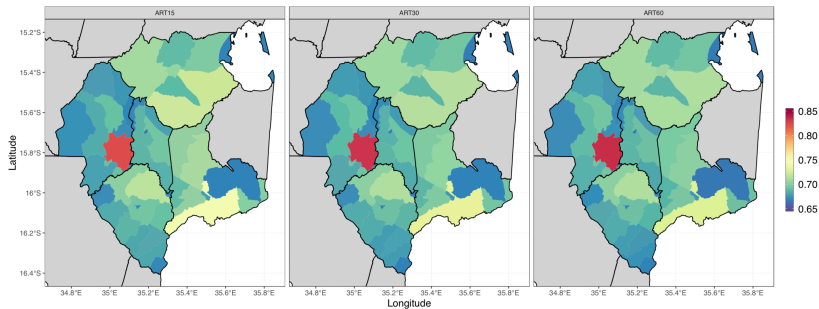 ART15 ART30 ART60
15.2°S
15.4°S
15.6°S
15.8°S
16°S
16.2°S
16.4°S
Latitude
0.85
0.80
0.75
0.70
0.65
34.8°E 35°E 35.2°E 35.4°E 35.6°E 35.8°E 34.8°E 35°E 35.2°E 35.4°E 35.6°E 35.8°E 34.8°E 35°E 35.2°E 35.4°E 35.6°E 35.8°E
Longitude